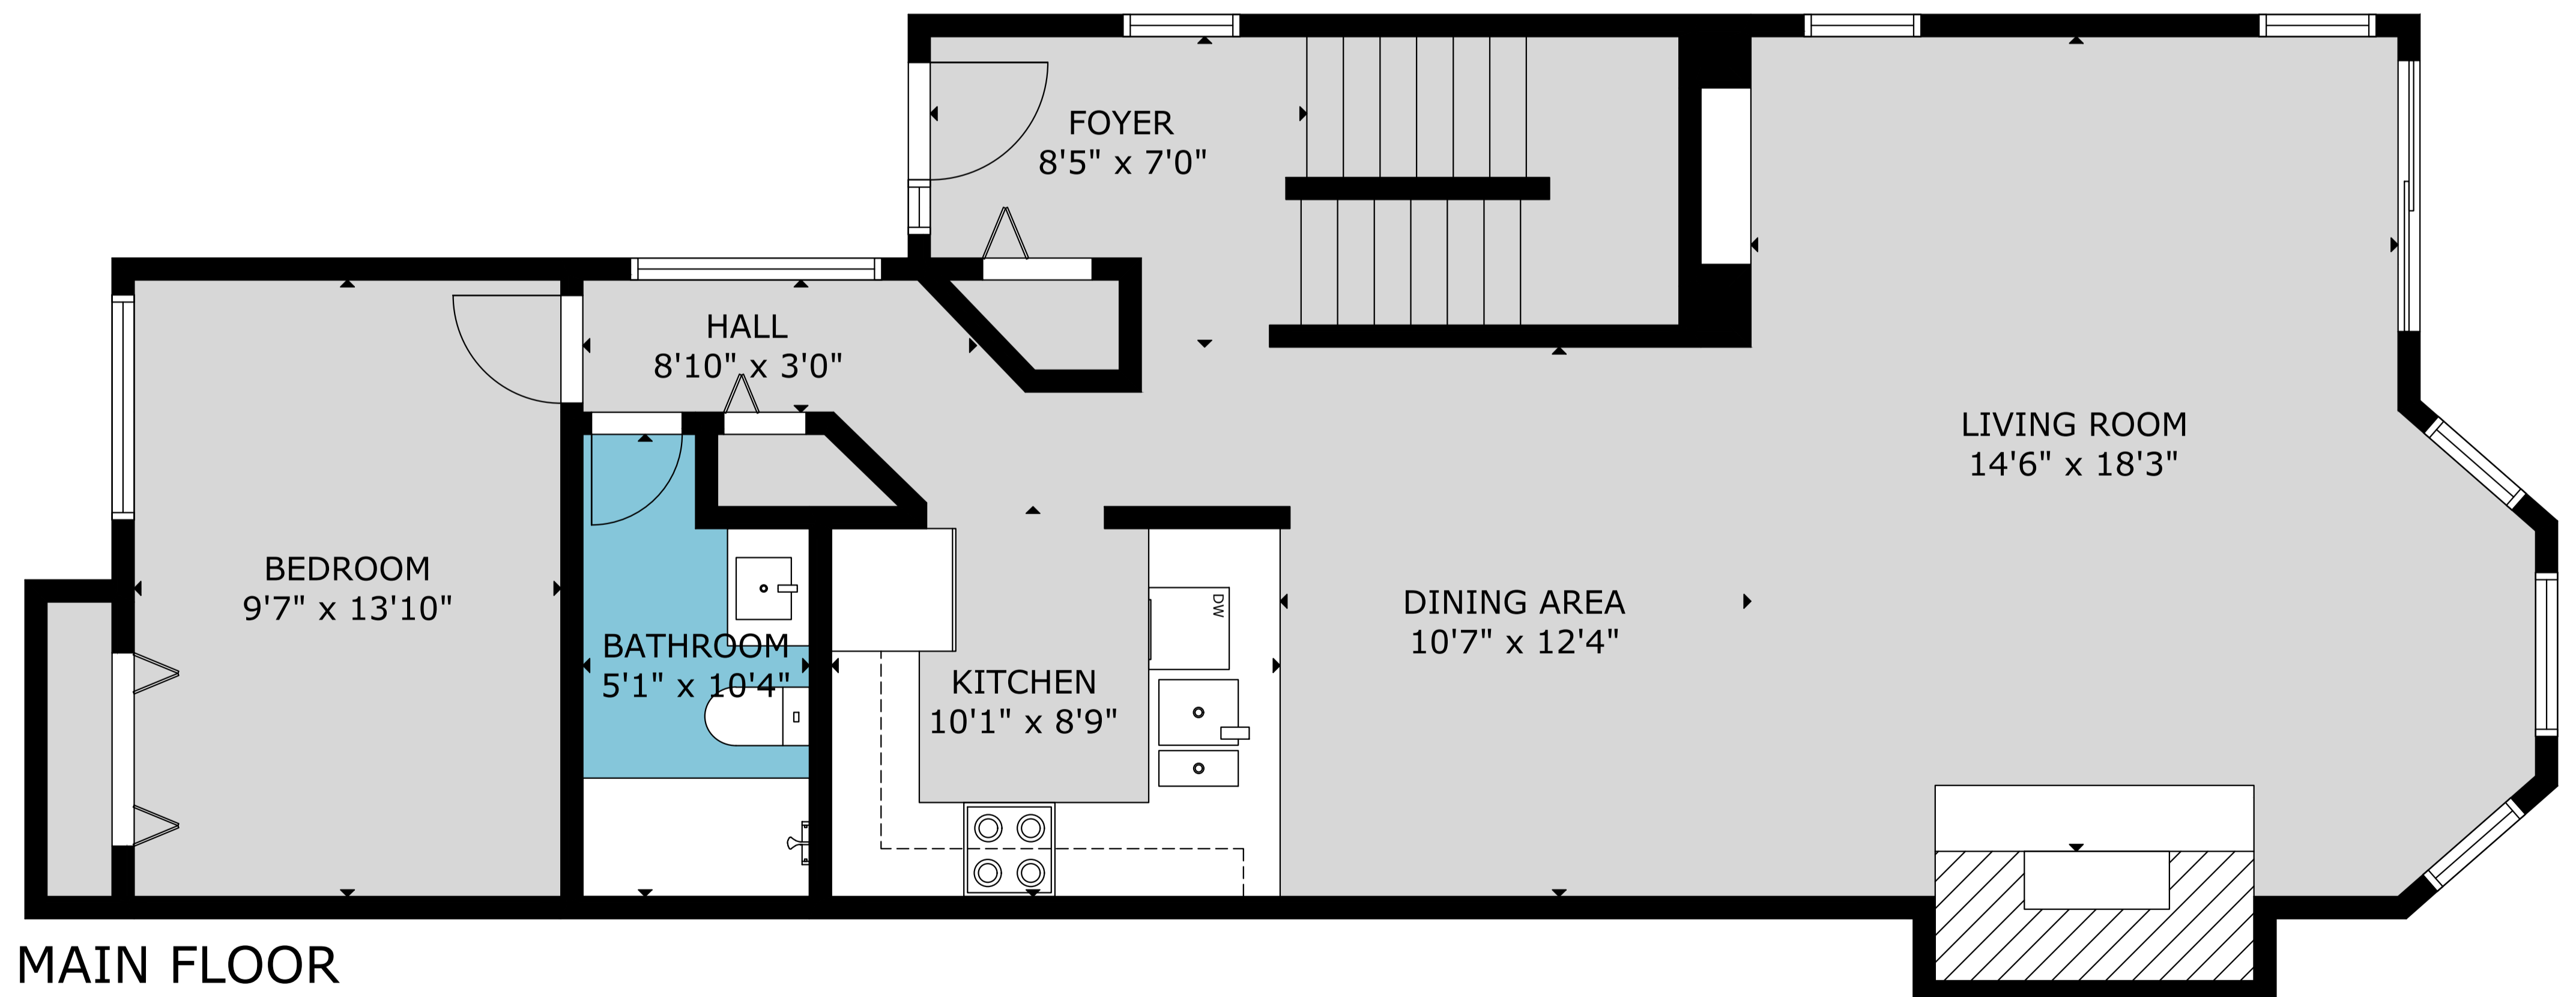 FOYER
8'5" x 7'0"
HALL
8'10" x 3'0"
LIVING ROOM
14'6" x 18'3"
BEDROOM
9'7" x 13'10"
BATHROOM
5'1" x 10'4"
KITCHEN
10'1" x 8'9"
DW
DINING AREA
10'7" x 12'4"
MAIN FLOOR